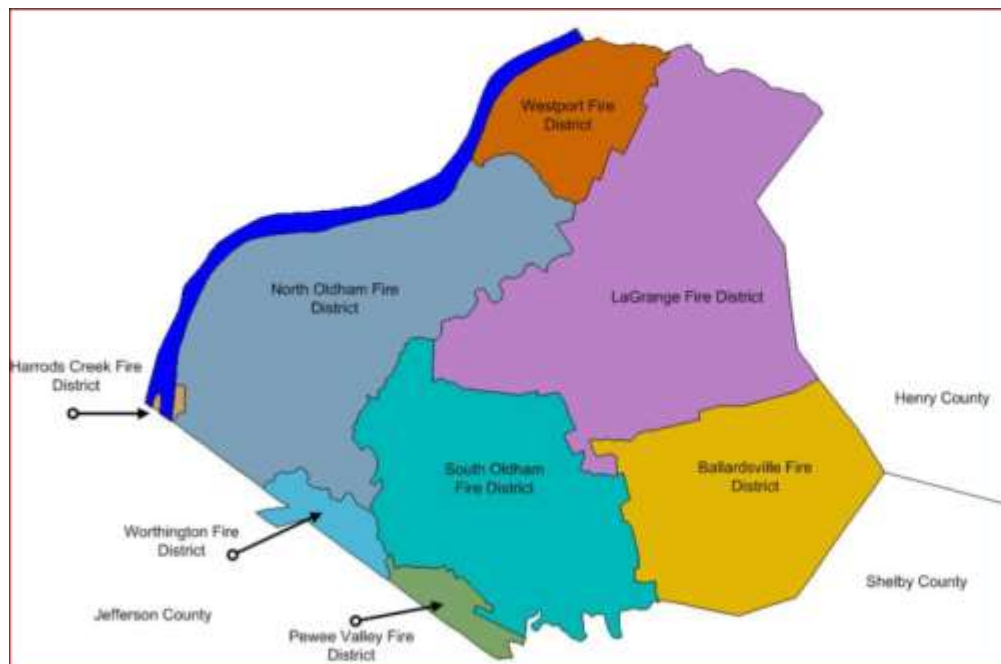 Westport Fire
District
North Oldham Fire
District
LaGrange Fire District
Harrods Creek Fire
District
Henry County
South Oldham
Fire District
Ballardsville Fire
District
Worthington Fire
District
Shelby County
Jefferson County
Pewee Valley Fire
District